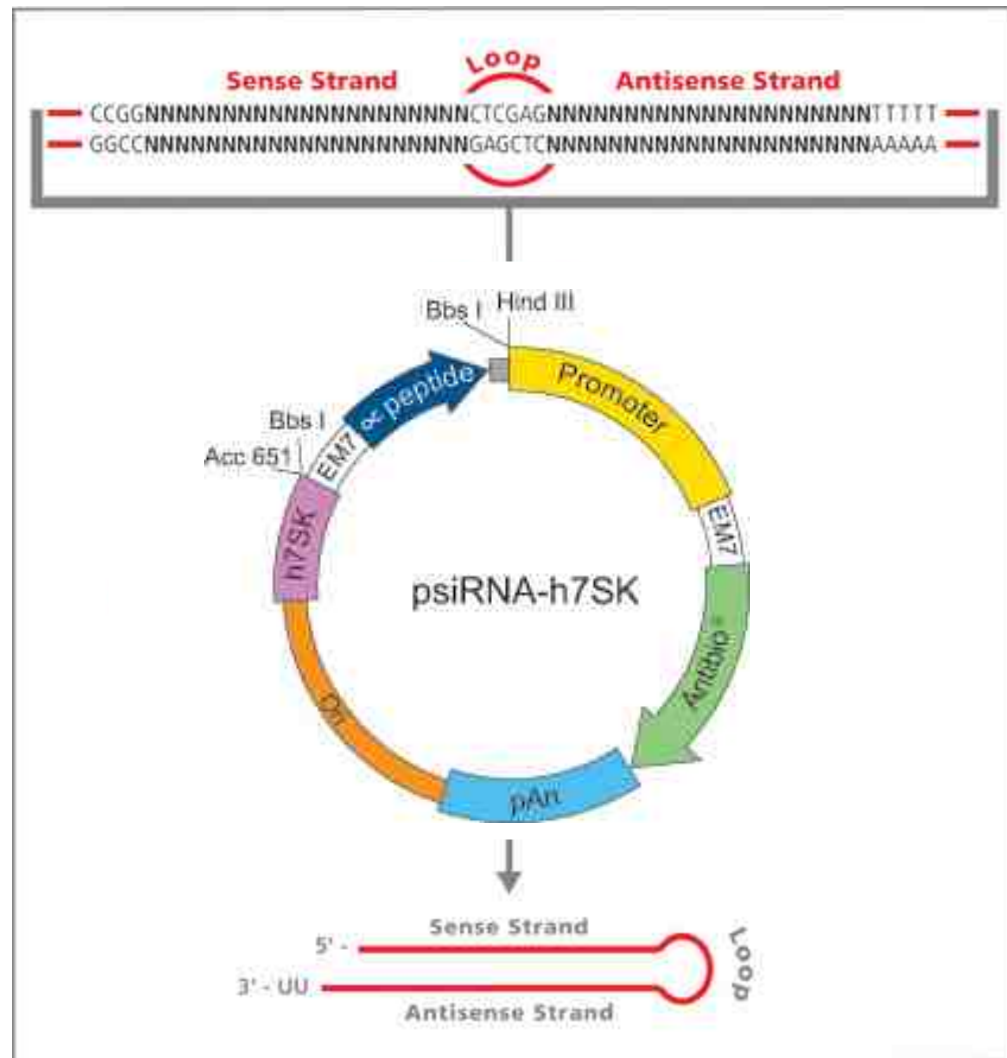 Loop
Sense Strand
Antisense Strand
CCGGNNNNNNNNNNNNNNNNNNNNNCTCGAGNNNNNNNNNNNNNNNNNNNNNTTTTT
GGCCNNNNNNNNNNNNNNNNNNNNNGAGCTCNNNNNNNNNNNNNNNNNNNNNAAAAA
Bbs I
Hind III
Promoter
∝ peptide
Bbs I
EM7
Acc 651
EM7
h7SK
psiRNA-h7SK
Antibio
Ori
pAn
Sense Strand
5' -
Loop
3' - UU
Antisense Strand